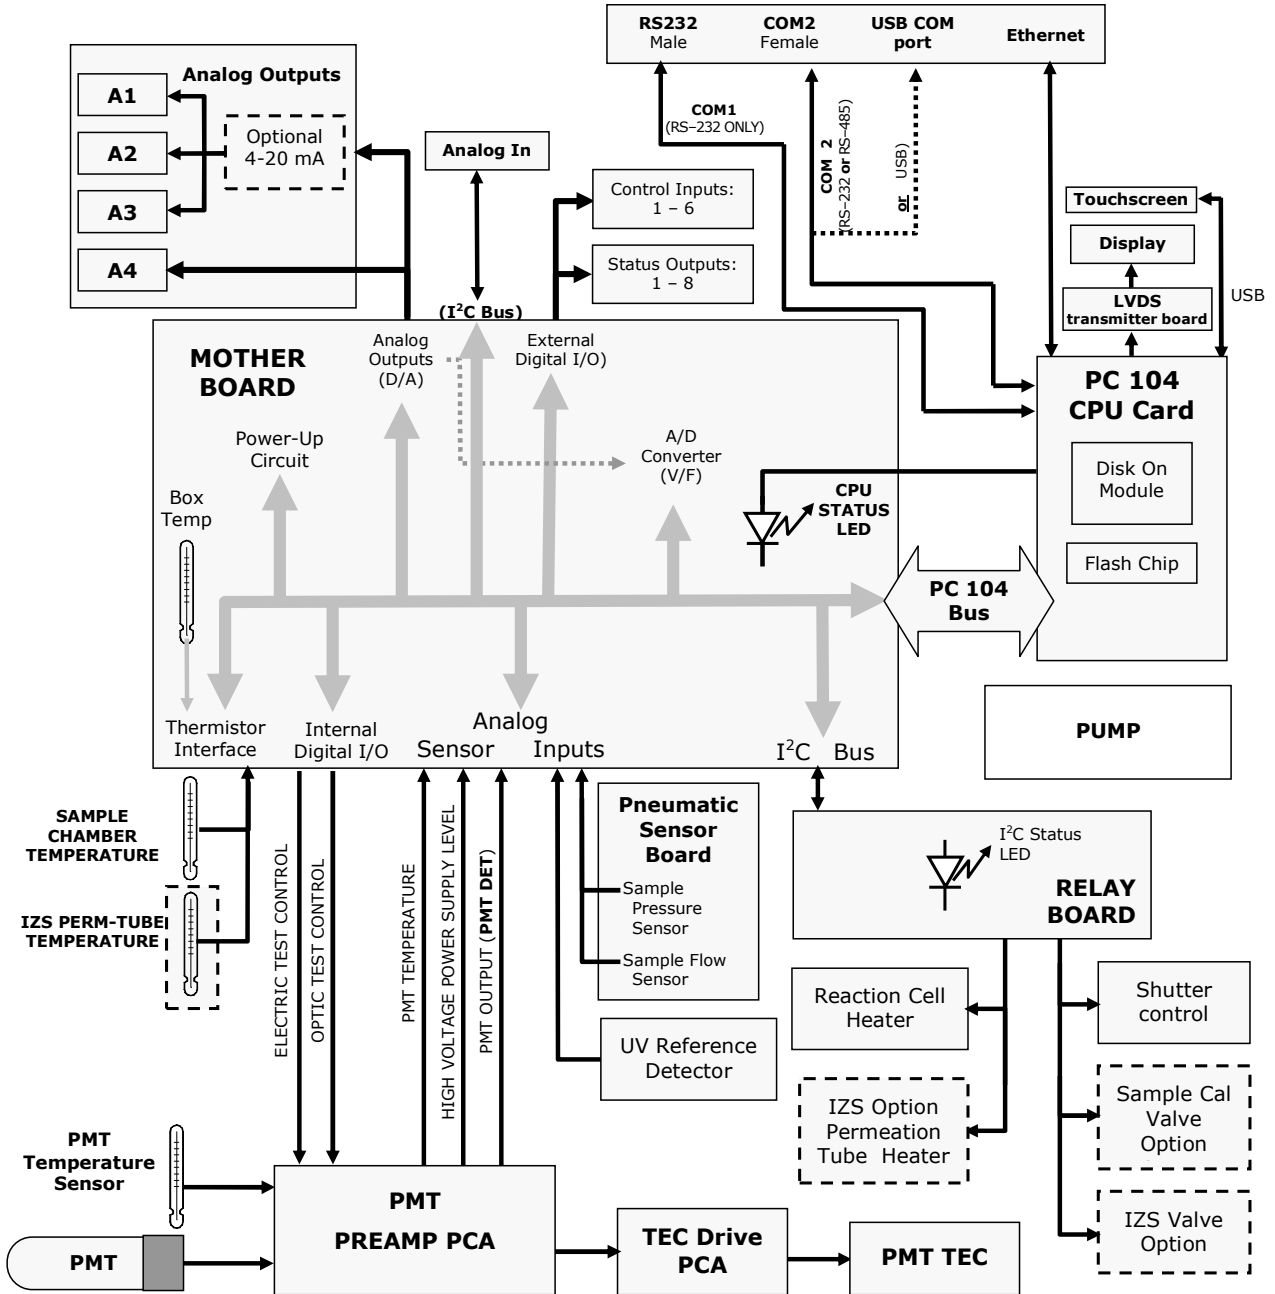 RS232
Male
COM2
Female
USB COM
port
Ethernet
Analog Outputs
A1
A2
A3
A4
Optional
4-20 mA
Analog In
Control Inputs:
1 – 6
Status Outputs:
1 – 8
COM1
(RS–232 ONLY)
COM 2
(RS–232 or RS–485)
or USB)
Touchscreen
Display
LVDS
transmitter board
USB
(I²C Bus)
MOTHER
BOARD
Analog
Outputs
(D/A)
External
Digital I/O)
Power-Up
Circuit
A/D
Converter
(V/F)
Box
Temp
CPU
STATUS
LED
PC 104
CPU Card
Disk On
Module
Flash Chip
PC 104
Bus
Thermistor
Interface
Internal
Digital I/O
Analog
Sensor Inputs
I²C Bus
PUMP
SAMPLE
CHAMBER
TEMPERATURE
IZS PERM-TUBE
TEMPERATURE
ELECTRIC TEST CONTROL
OPTIC TEST CONTROL
PMT TEMPERATURE
HIGH VOLTAGE POWER SUPPLY LEVEL
PMT OUTPUT (PMT DET)
Pneumatic
Sensor
Board
Sample
Pressure
Sensor
Sample Flow
Sensor
UV Reference
Detector
I²C Status
LED
RELAY
BOARD
Reaction Cell
Heater
IZS Option
Permeation
Tube Heater
Shutter
control
Sample Cal
Valve
Option
IZS Valve
Option
PMT
Temperature
Sensor
PMT
PMT
PREAMP PCA
TEC Drive
PCA
PMT TEC